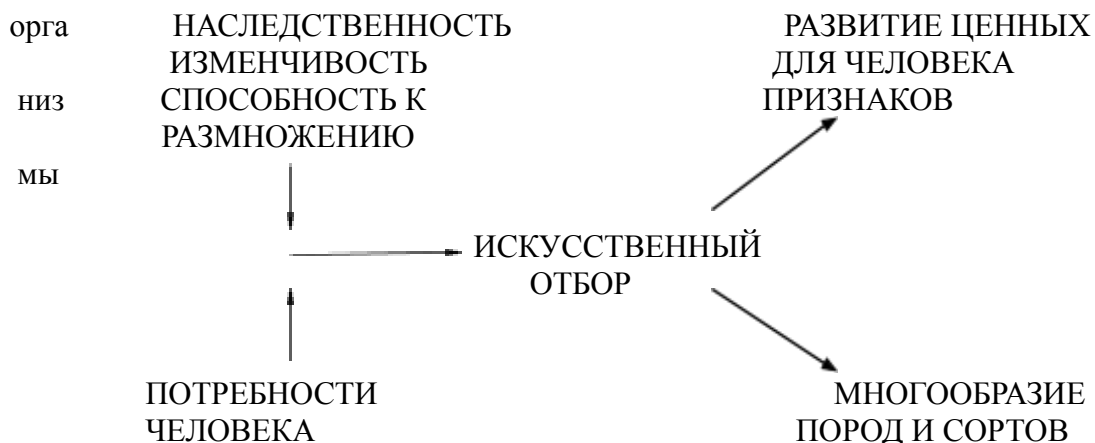 орга
низ
мы
НАСЛЕДСТВЕННОСТЬ
ИЗМЕНЧИВОСТЬ
СПОСОБНОСТЬ К
РАЗМНОЖЕНИЮ
РАЗВИТИЕ ЦЕННЫХ
ДЛЯ ЧЕЛОВЕКА
ПРИЗНАКОВ
ИСКУССТВЕННЫЙ
ОТБОР
ПОТРЕБНОСТИ
ЧЕЛОВЕКА
МНОГООБРАЗИЕ
ПОРОД И СОРТОВ